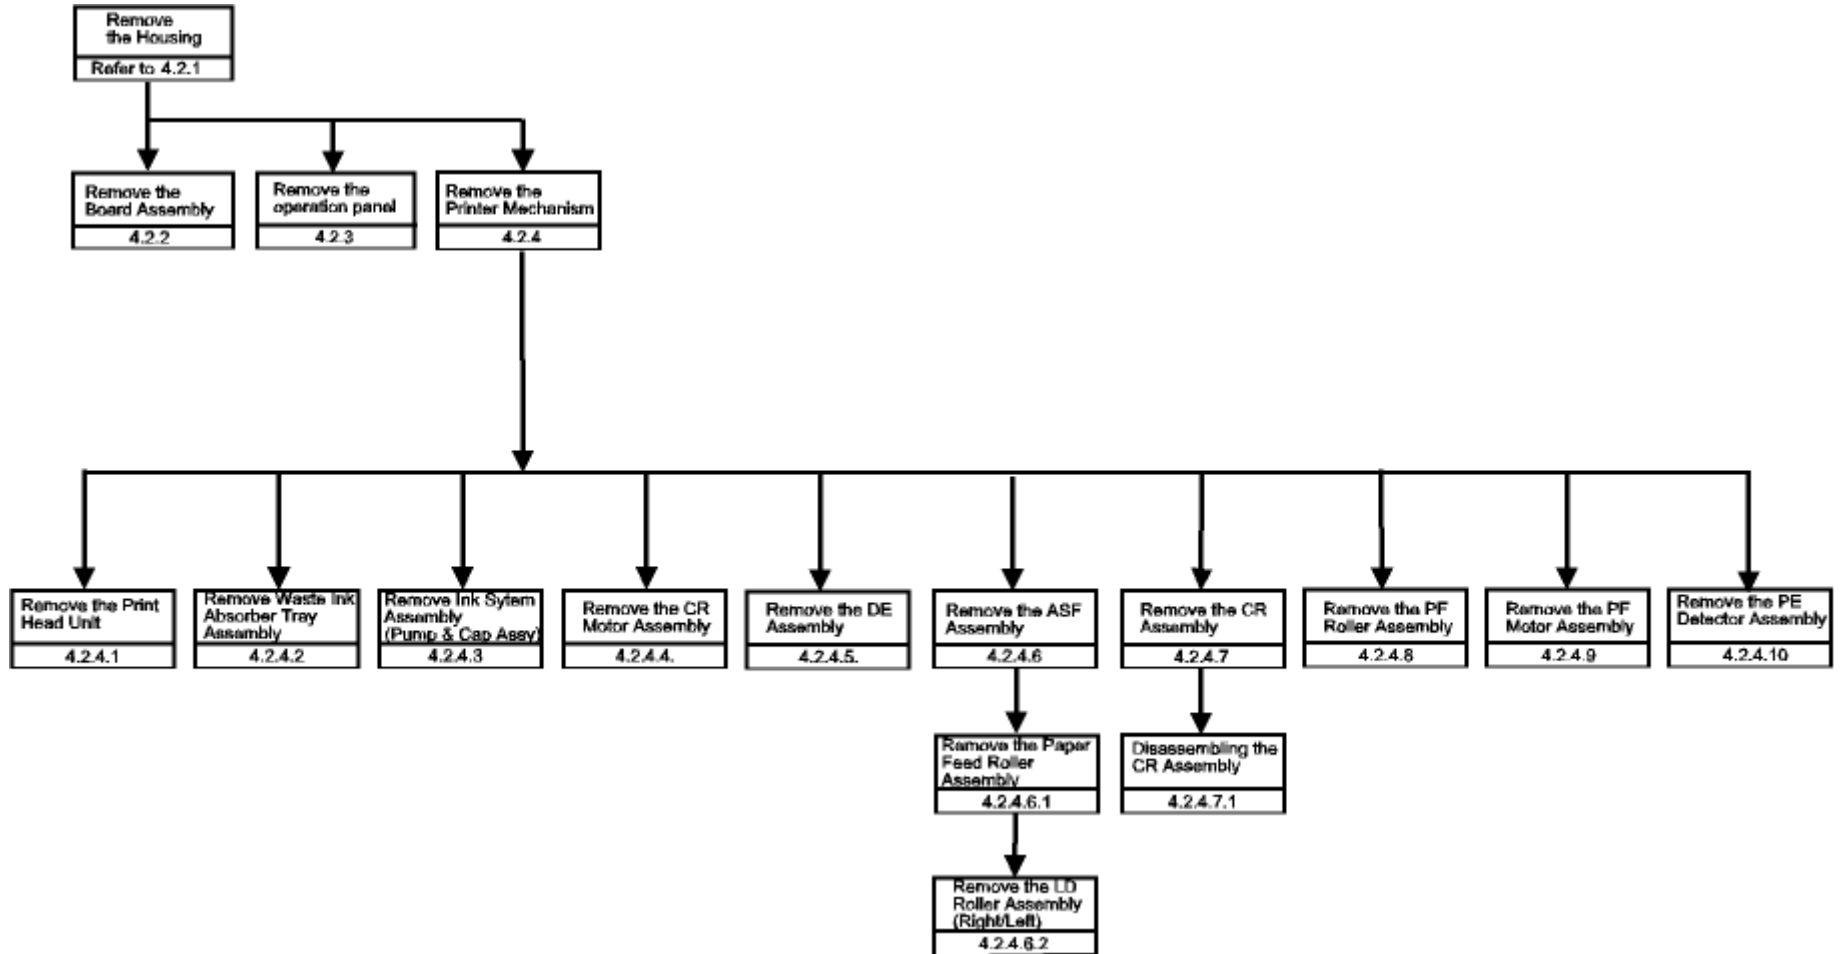 Remove
the Housing
Refer to 4.2.1
Remove the
Board Assembly
4.2.2
Remove the
operation panel
4.2.3
Remove the
Printer Mechanism
4.2.4
Remove the Print
Head Unit
4.2.4.1
Remove Waste Ink
Absorber Tray
Assembly
4.2.4.2
Remove Ink Sytem
Assembly
(Pump & Cap Assy)
4.2.4.3
Remove the CR
Motor Assembly
4.2.4.4.
Remove the DE
Assembly
4.2.4.5.
Remove the ASF
Assembly
4.2.4.6
Remove the CR
Assembly
4.2.4.7
Remove the PF
Roller Assembly
4.2.4.8
Remove the PF
Motor Assembly
4.2.4.9
Remove the PE
Detector Assembly
4.2.4.10
Remove the Paper
Feed Roller
Assembly
4.2.4.6.1
Disassembling the
CR Assembly
4.2.4.7.1
Remove the LD
Roller Assembly
(Right/Left)
4.2.4.6.2